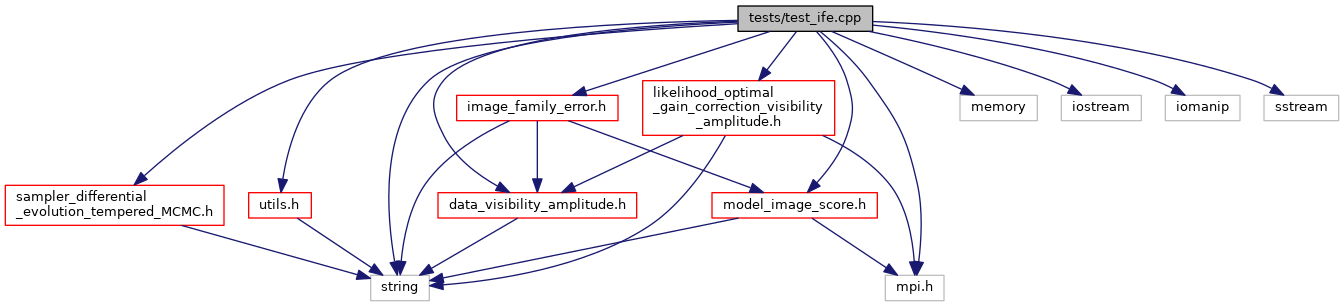 tests/test_ife.cpp
image_family_error.h
likelihood_optimal
_gain_correction_visibility
_amplitude.h
memory
iostream
iomanip
sstream
sampler_differential
_evolution_tempered_MCMC.h
utils.h
data_visibility_amplitude.h
model_image_score.h
string
mpi.h